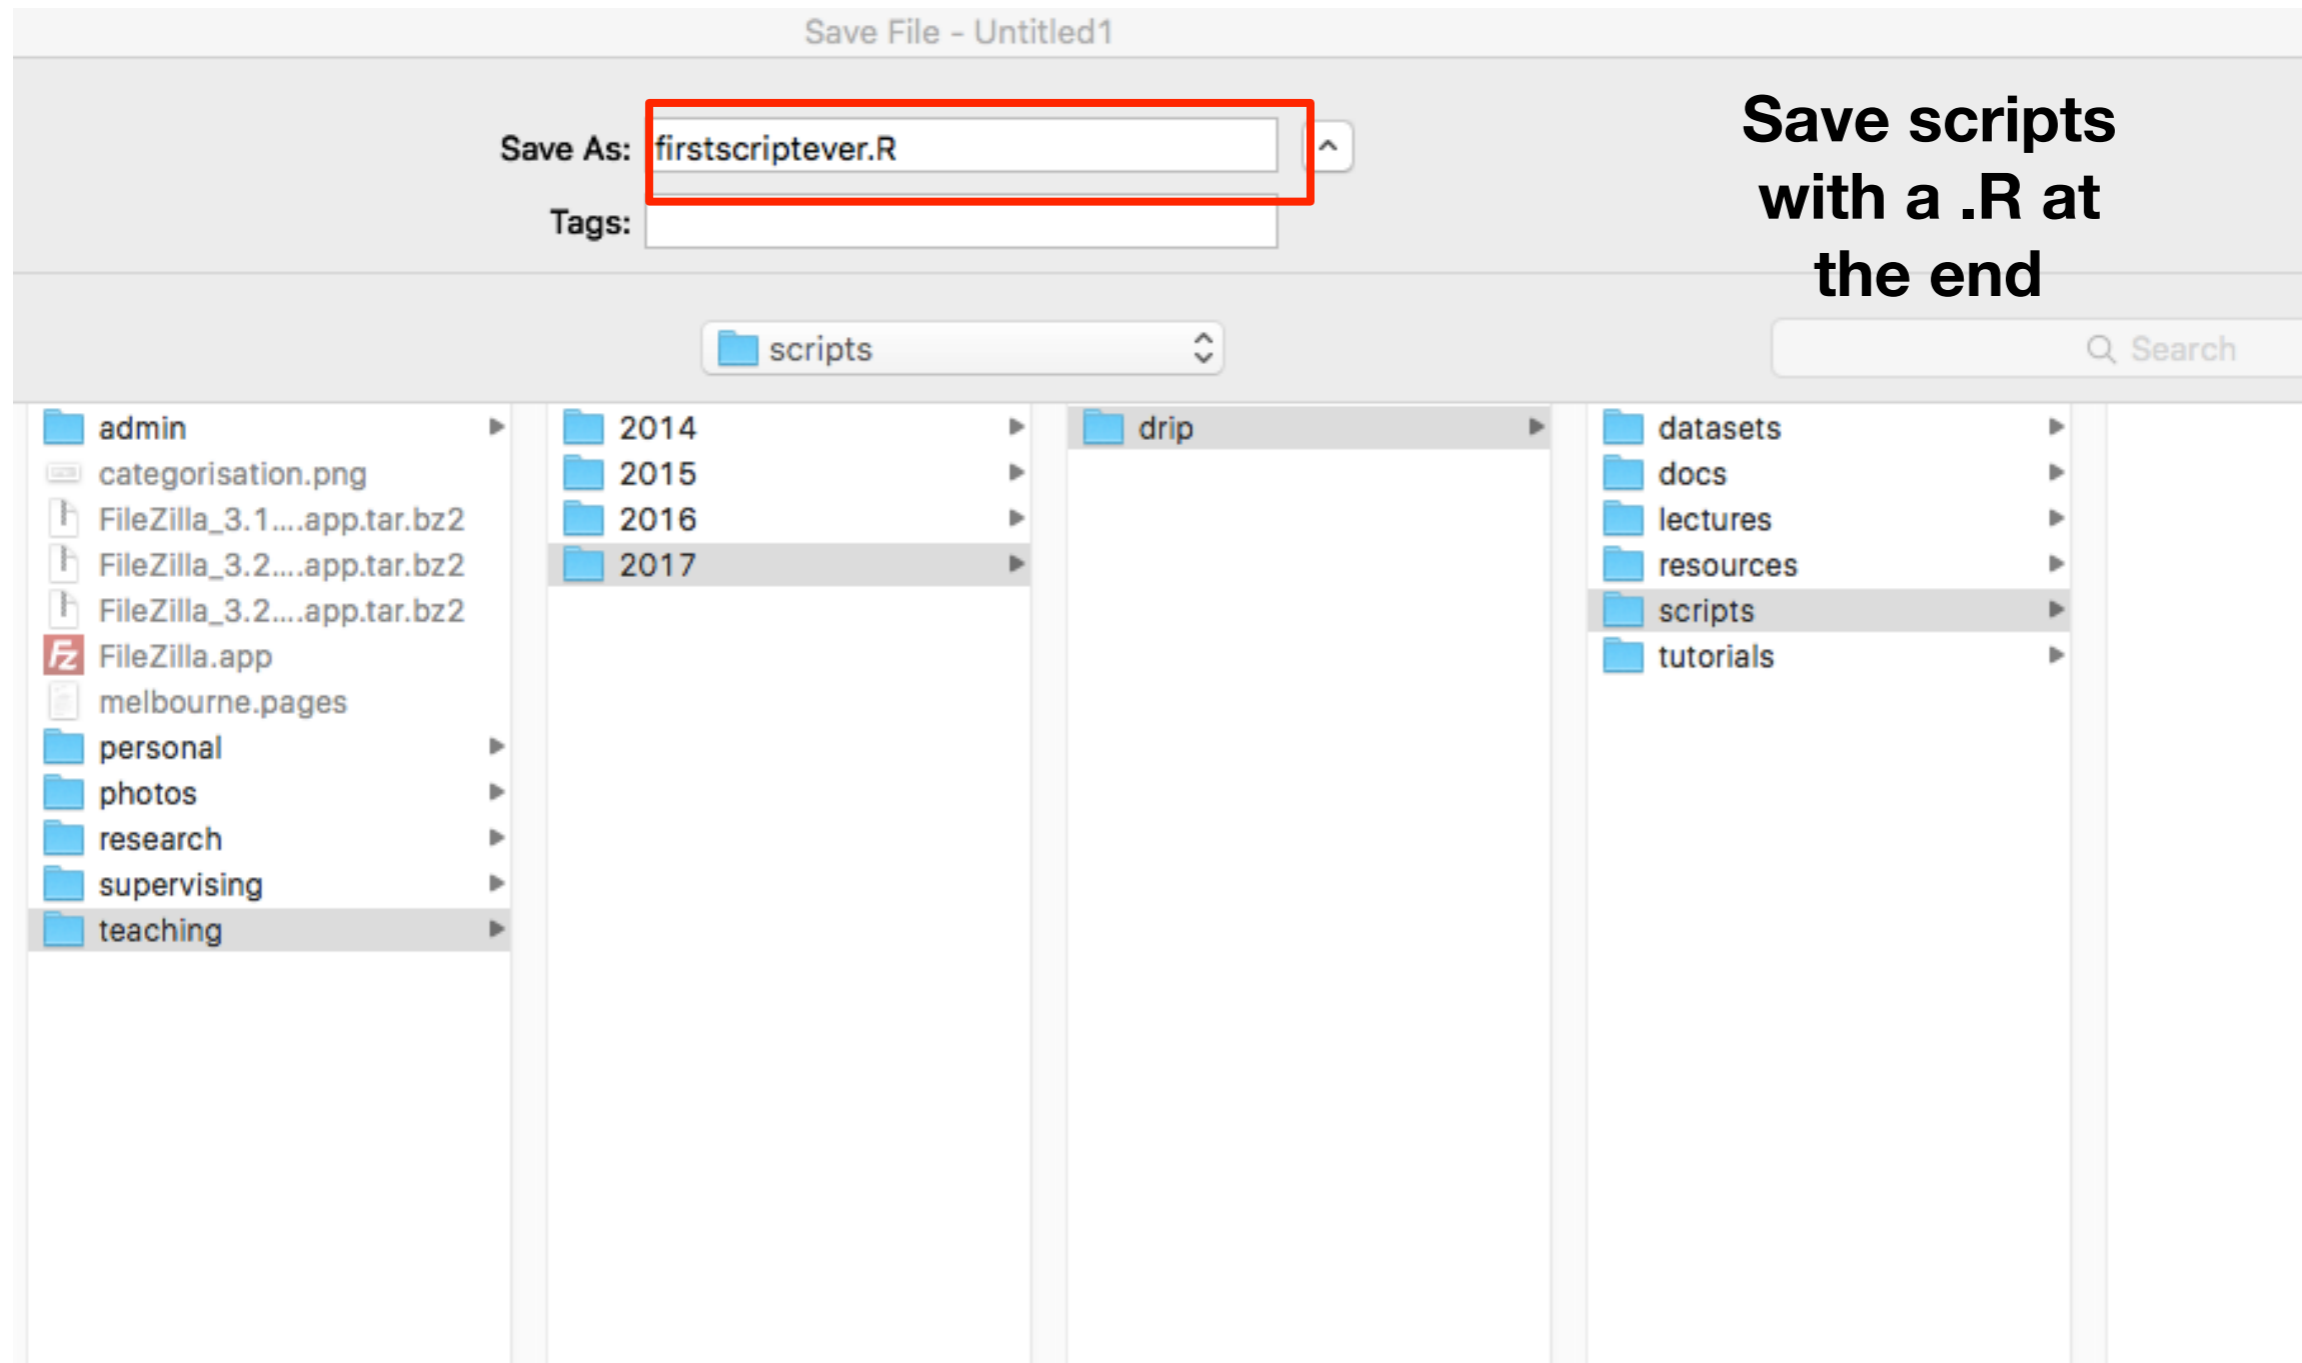 Save File - Untitled1
Save As: firstscriptever.R
Tags:
Save scripts
with a .R at
the end
scripts
Search
admin
categorisation.png
FileZilla_3.1....app.tar.bz2
FileZilla_3.2....app.tar.bz2
FileZilla_3.2....app.tar.bz2
FileZilla.app
melbourne.pages
personal
photos
research
supervising
teaching
2014
2015
2016
2017
drip
datasets
docs
lectures
resources
scripts
tutorials